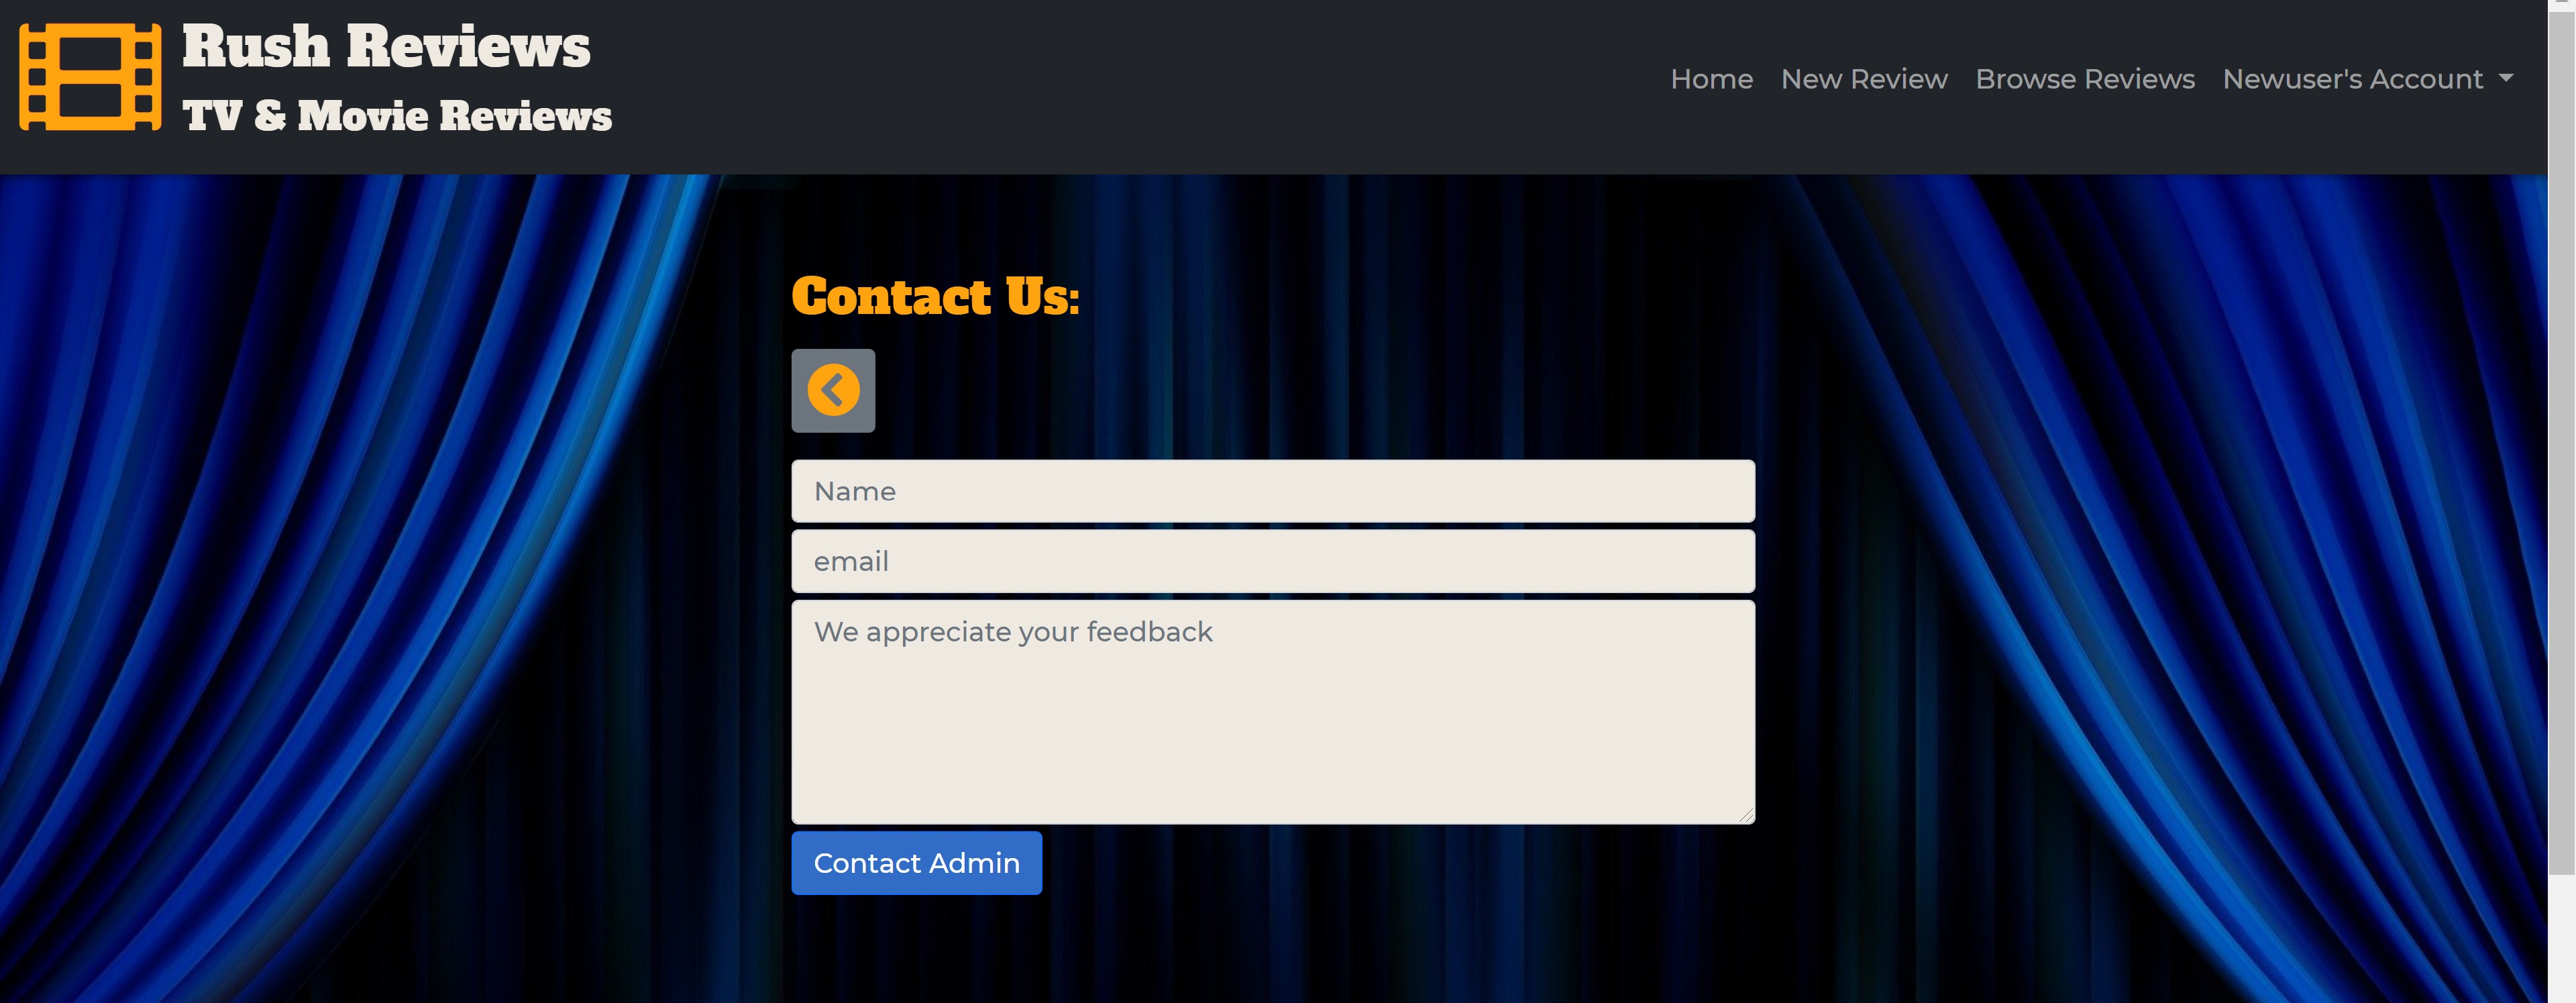 Rush Reviews
TV & Movie Reviews
Home New Review Browse Reviews Newuser's Account
Contact Us:
Name
email
We appreciate your feedback
Contact Admin